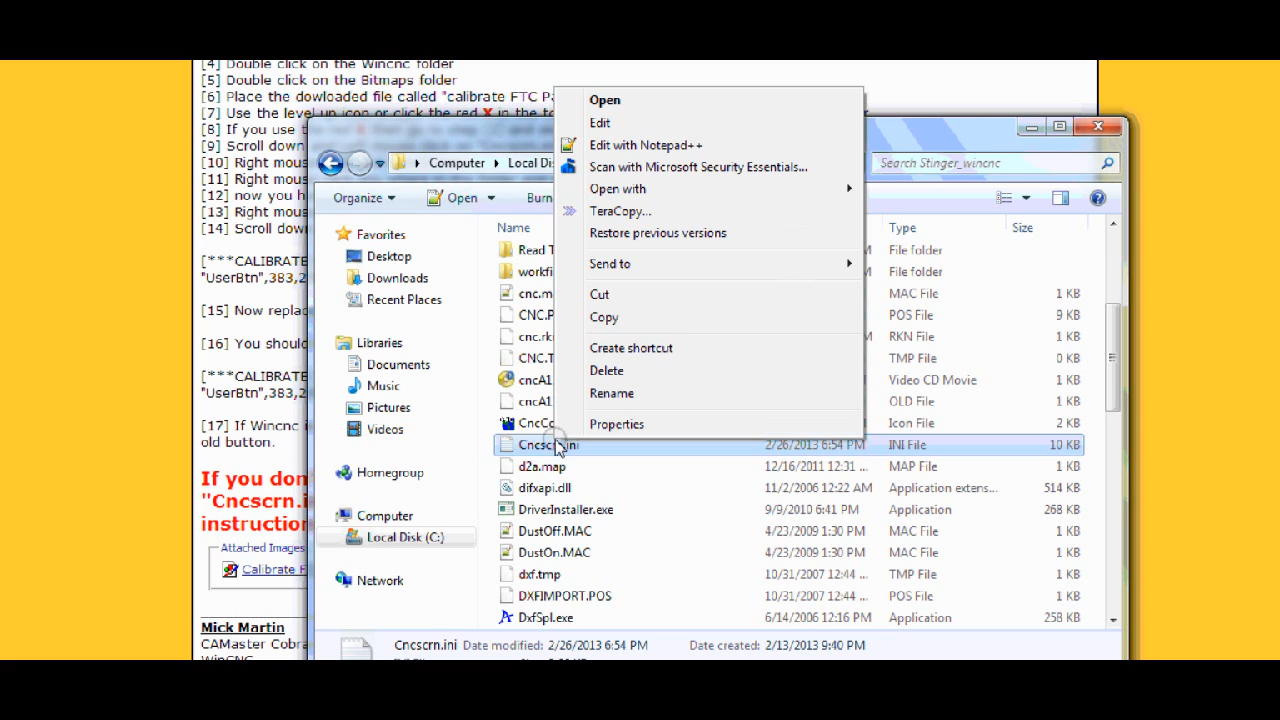 [4] Double click on the Wincnc folder
[5] Double click on the Bitmaps folder
[6] Place the dowloaded file called "calibrate FTC P
[7] Use the level up icon or click the red X in the to
[8] If you use the red X then go to step
[9] Scroll down
[10] Right mous
[11] Right mous
[12] now you h
[13] Right mous
[14] Scroll down
[***CALIBRATE
"UserBtn",383,2
[15] Now replac
[16] You should
[***CALIBRATE
"UserBtn",383,2
[17] If Wincnc i
old button.
If you don
"Cncscrn.i
instruction
Attached Images
Calibrate F
Mick Martin
CAMaster Cobra
WinCNC
Computer
Local Dis
Search Stinger_wincnc
Organize
Open
Burn
Favorites
Desktop
Downloads
Recent Places
Libraries
Documents
Music
Pictures
Videos
Homegroup
Computer
Local Disk (C:)
Network
Name Type Size
Read T M File folder
workfi M File folder
cnc.m M MAC File 1 KB
CNC.P M POS File 9 KB
cnc.rk M RKN File 1 KB
CNC.T M TMP File 0 KB
cncA1 M Video CD Movie 1 KB
cncA1 M OLD File 1 KB
CncCo M Icon File 2 KB
Cncscrn.ini 2/26/2013 6:54 PM INI File 10 KB
d2a.map 12/16/2011 12:31 ... MAP File 1 KB
difxapi.dll 11/2/2006 12:22 AM Application extens... 514 KB
DriverInstaller.exe 9/9/2010 6:41 PM Application 268 KB
DustOff.MAC 4/23/2009 1:30 PM MAC File 1 KB
DustOn.MAC 4/23/2009 1:30 PM MAC File 1 KB
dxf.tmp 10/31/2007 12:44 ... TMP File 1 KB
DXFIMPORT.POS 10/31/2007 12:44 ... POS File 1 KB
DxfSpl.exe 6/14/2006 12:16 PM Application 258 KB
Open
Edit
Edit with Notepad++
Scan with Microsoft Security Essentials...
Open with
TeraCopy...
Restore previous versions
Send to
Cut
Copy
Create shortcut
Delete
Rename
Properties
Cncscrn.ini Date modified: 2/26/2013 6:54 PM Date created: 2/13/2013 9:40 PM